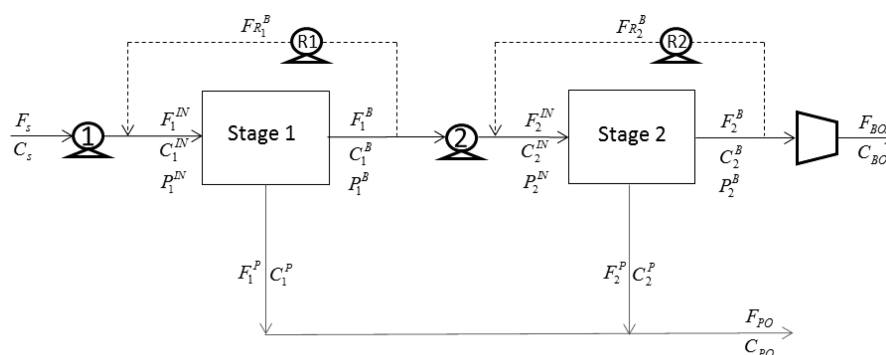 F_{R_1}^B R1 F_{R_2}^B R2
F_s 1 F_1^{IN} Stage 1 F_1^B 2 F_2^{IN} Stage 2 F_2^B F_{BO}
C_s C_1^{IN} C_1^B C_2^{IN} C_2^B C_{BO}
P_1^{IN} P_1^B P_2^{IN} P_2^B
F_1^P C_1^P F_2^P C_2^P
F_{PO}
C_{PO}